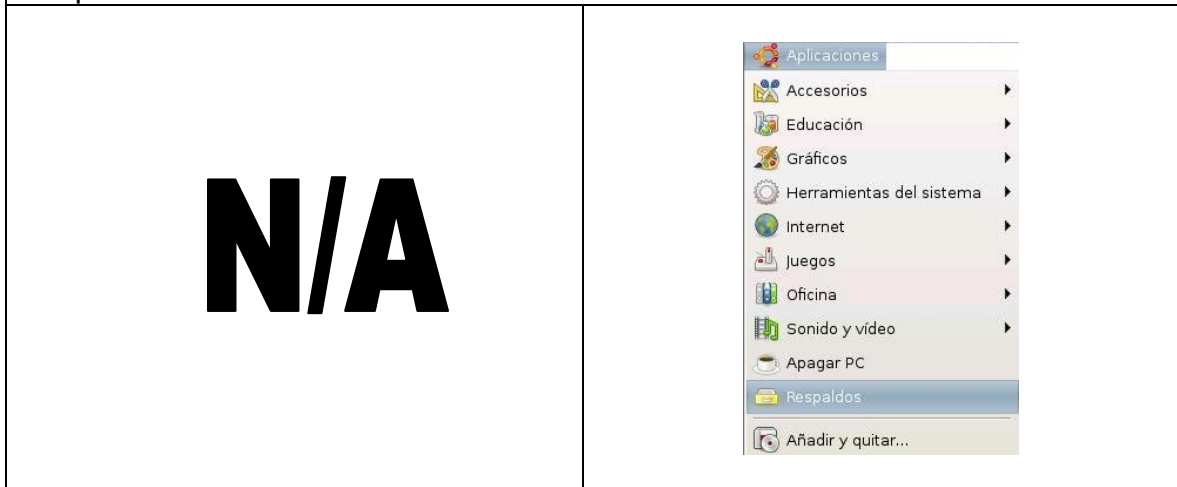 N/A
Aplicaciones
Accesorios
Educación
Gráficos
Herramientas del sistema
Internet
Juegos
Oficina
Sonido y vídeo
Apagar PC
Respaldos
Añadir y quitar...